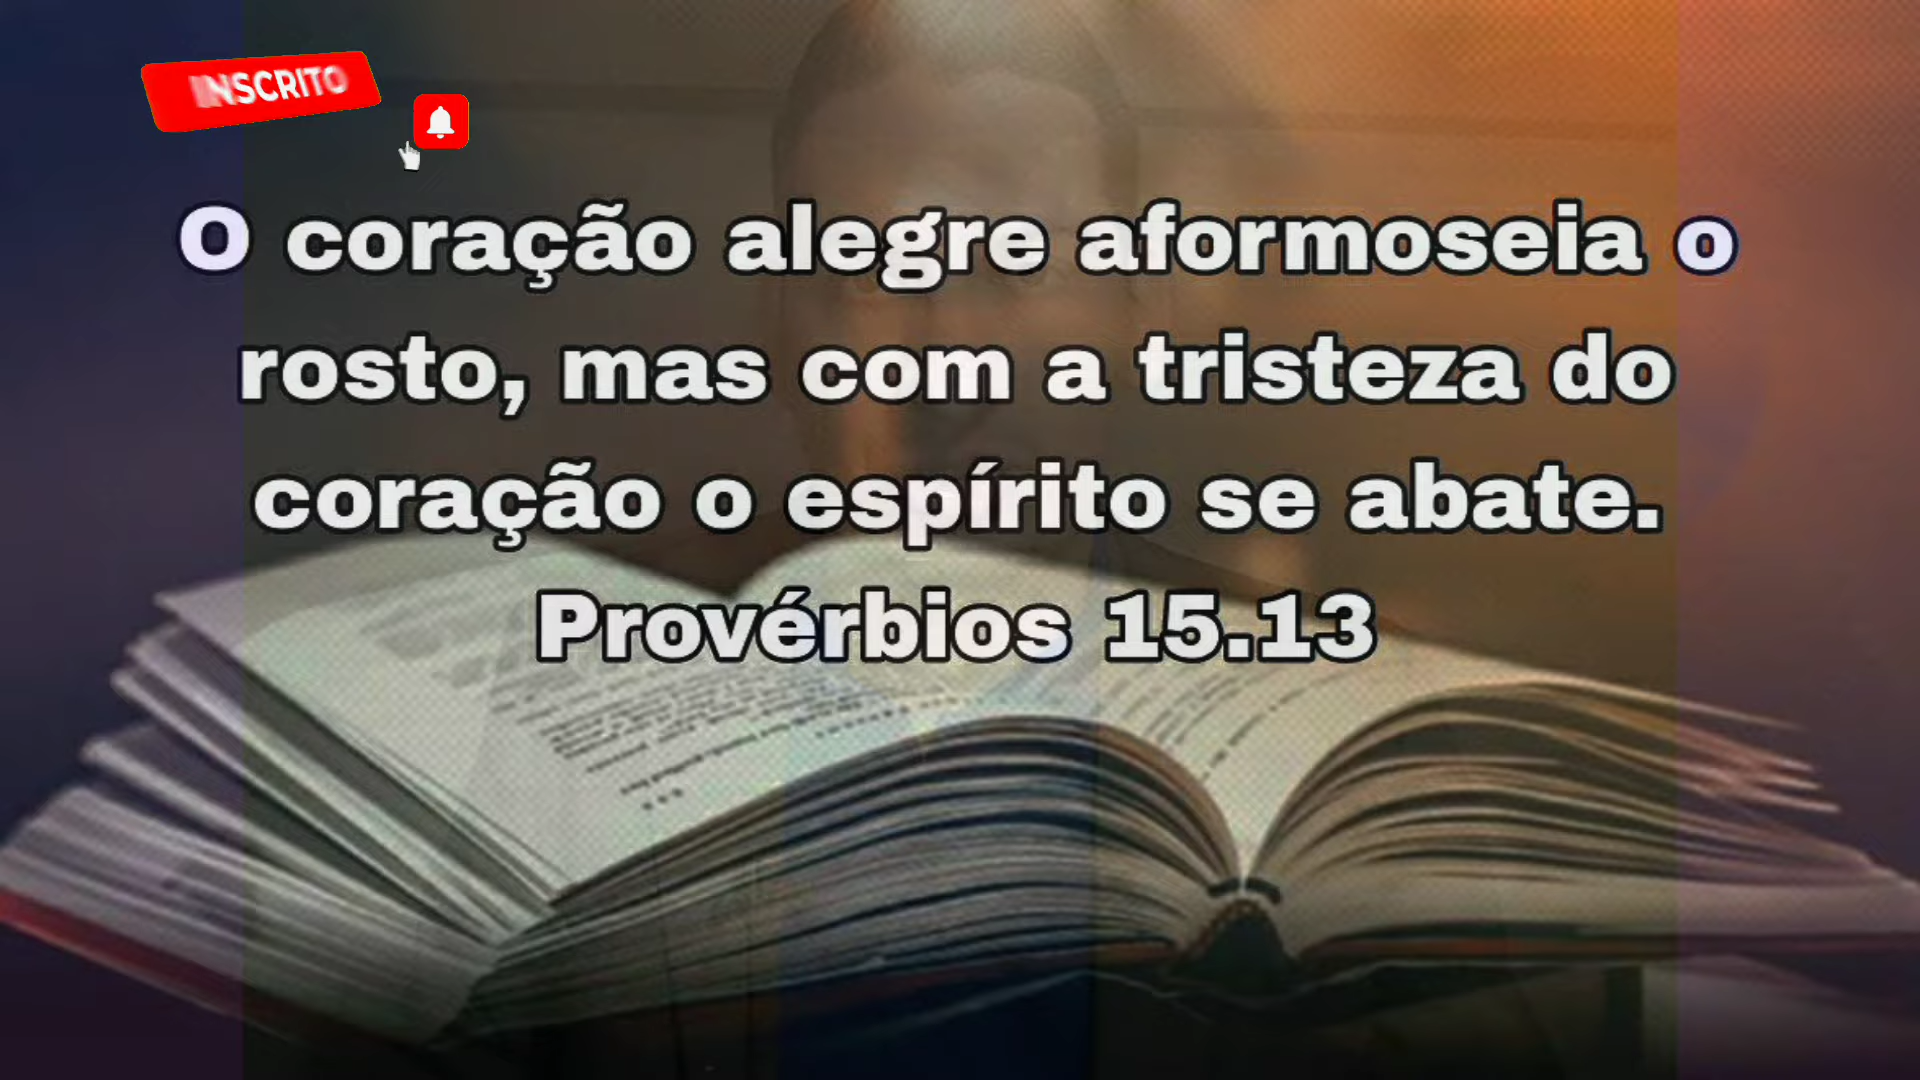 INSCRITO
O coração alegre aformoseia o
rosto, mas com a tristeza do
coração o espírito se abate.
Provérbios 15.13